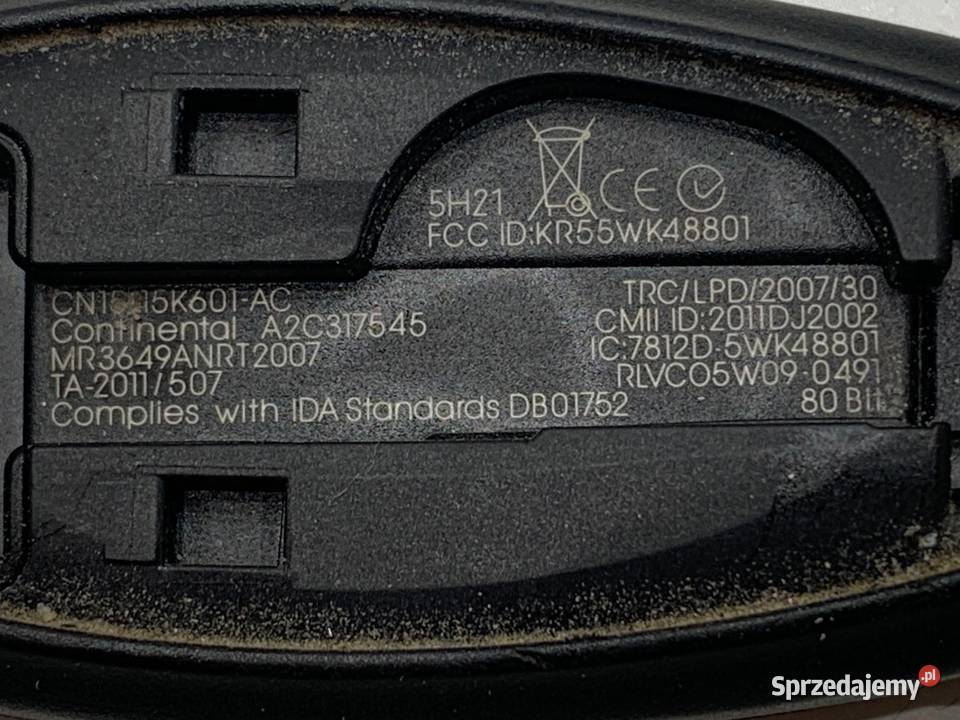 5H21
FCC ID:KR55WK48801
Continental A2C317545
MR3649ANRT2007
TA-2011/507
Complies with IDA Standards DB01752
TRC/LPD/2007/30
CMII ID:2011DJ2002
IC:7812D-5WK48801
RLVCO5W09-0491
80 Bit
Sprzedajemy.pl